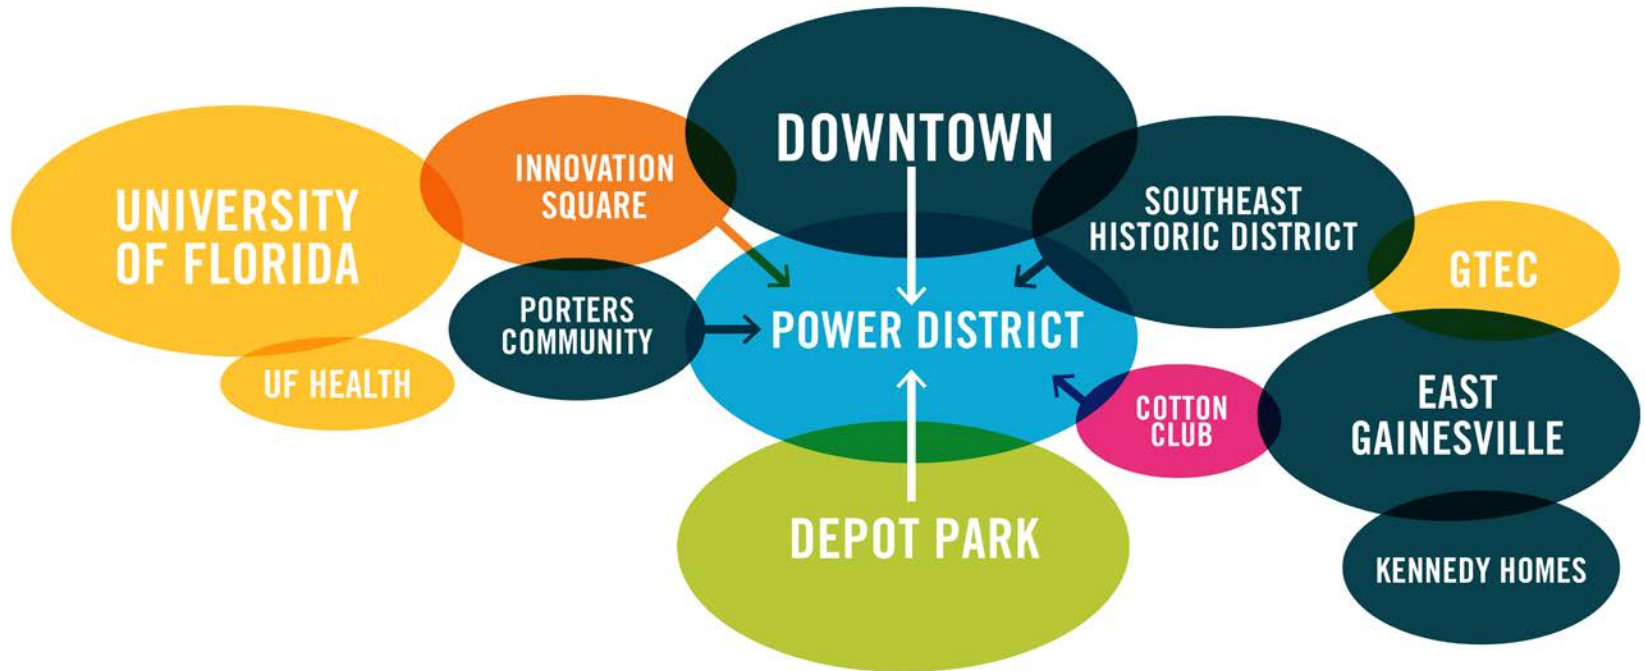 DOWNTOWN
INNOVATION
SQUARE
UNIVERSITY
OF FLORIDA
SOUTHEAST
HISTORIC DISTRICT
GTEC
PORTERS
COMMUNITY
POWER DISTRICT
UF HEALTH
COTTON
CLUB
EAST
GAINESVILLE
DEPOT PARK
KENNEDY HOMES